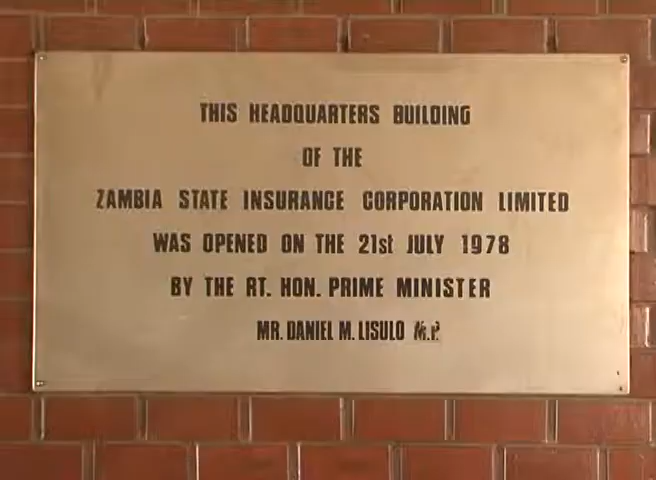 THIS HEADQUARTERS BUILDING
OF THE
ZAMBIA STATE INSURANCE CORPORATION LIMITED
WAS OPENED ON THE 21st JULY 1978
BY THE RT. HON. PRIME MINISTER
MR. DANIEL M. LISULO M.P.